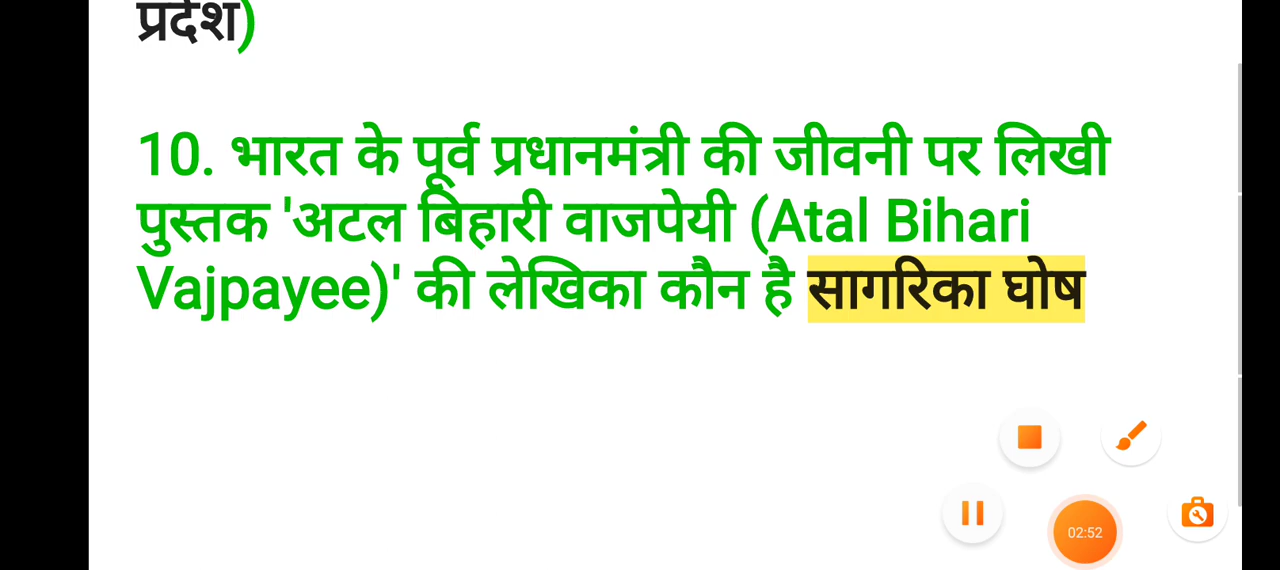 प्रदेश)
10. भारत के पूर्व प्रधानमंत्री की जीवनी पर लिखी
पुस्तक 'अटल बिहारी वाजपेयी (Atal Bihari
Vajpayee)' की लेखिका कौन है सागरिका घोष
02:52